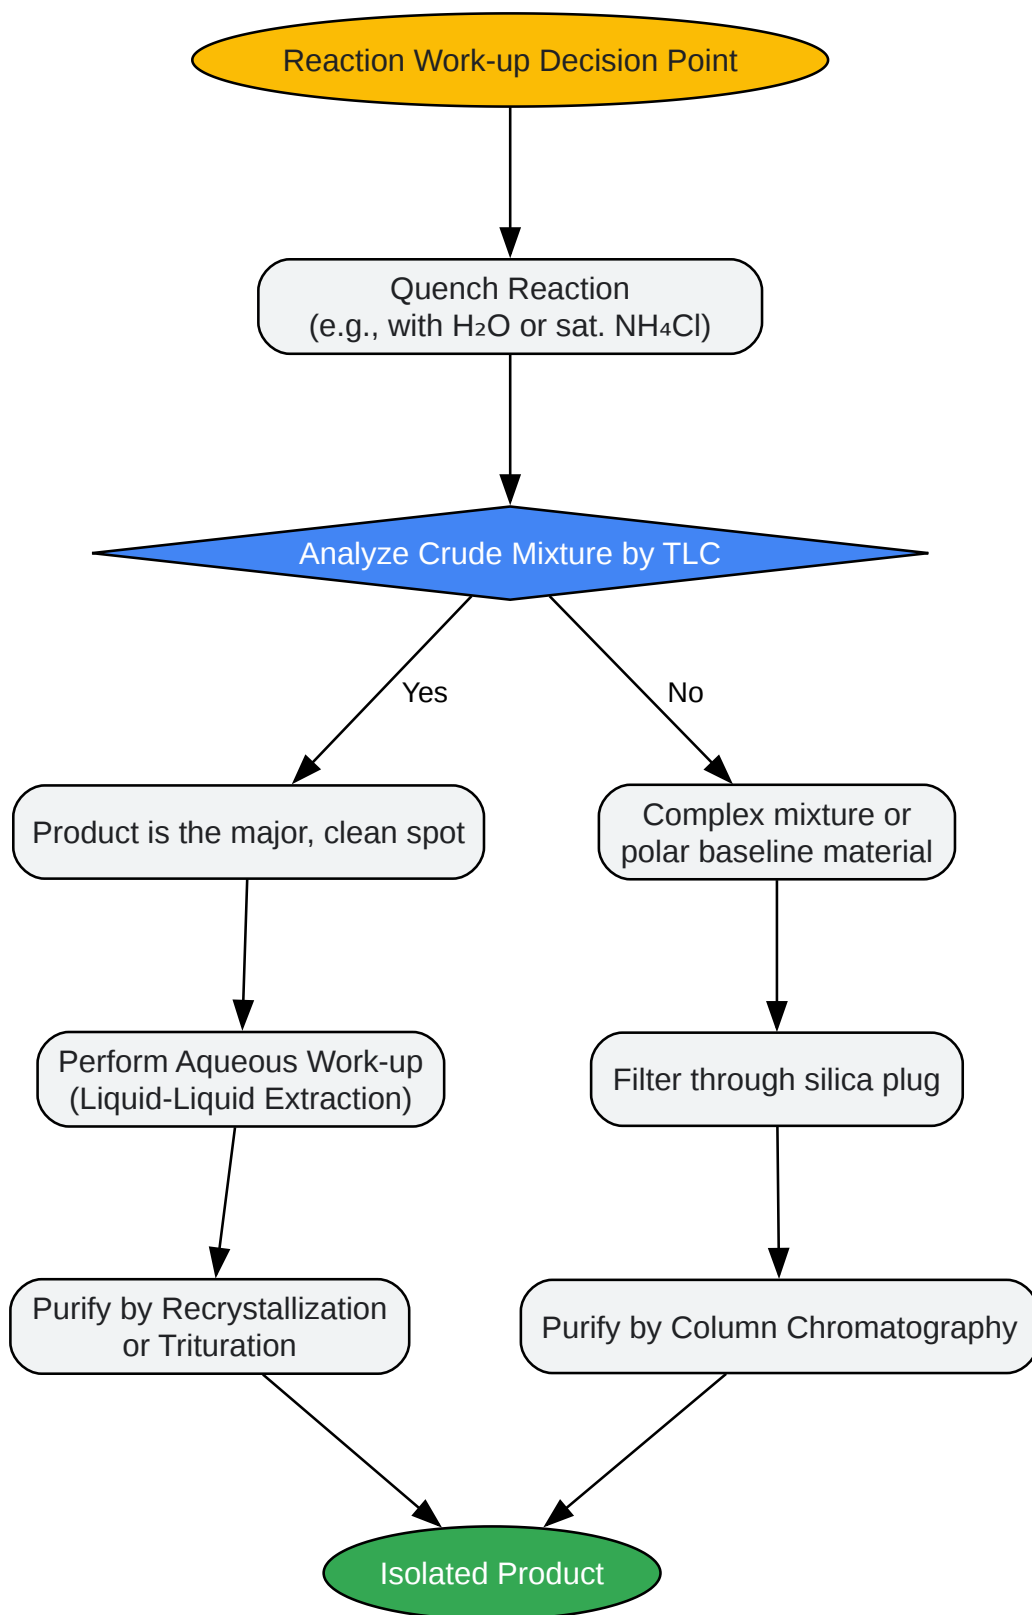 Reaction Work-up Decision Point
Quench Reaction
(e.g., with H₂O or sat. NH₄Cl)
Analyze Crude Mixture by TLC
Yes
No
Product is the major, clean spot
Complex mixture or
polar baseline material
Perform Aqueous Work-up
(Liquid-Liquid Extraction)
Filter through silica plug
Purify by Recrystallization
or Trituration
Purify by Column Chromatography
Isolated Product